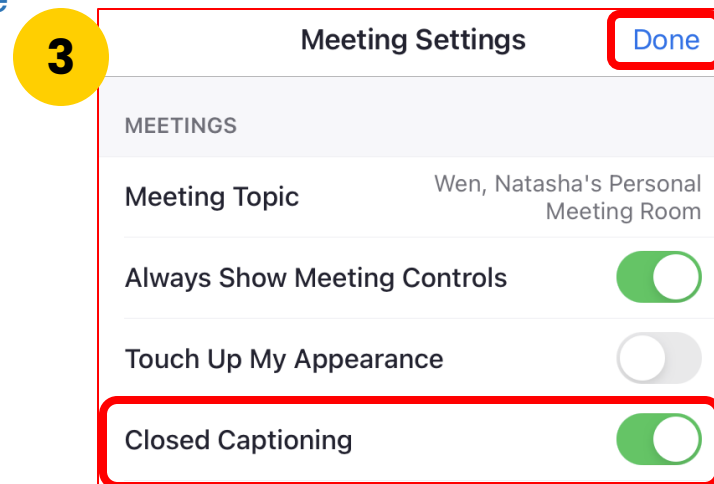 3
Meeting Settings
Done
MEETINGS
Meeting Topic
Wen, Natasha's Personal
Meeting Room
Always Show Meeting Controls
Touch Up My Appearance
Closed Captioning